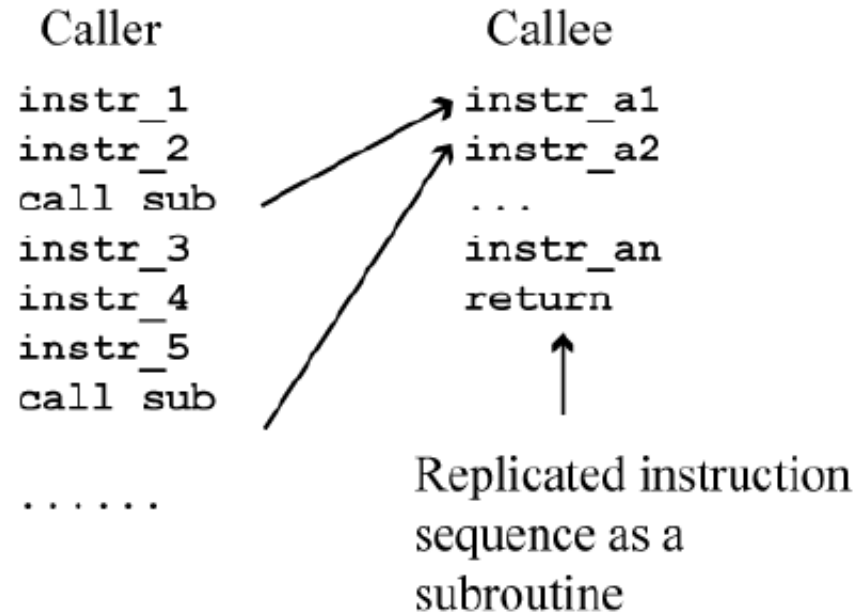 Caller
instr_1
instr_2
call sub
instr_3
instr_4
instr_5
call sub
......
Callee
instr_a1
instr_a2
...
instr_an
return
Replicated instruction
sequence as a
subroutine